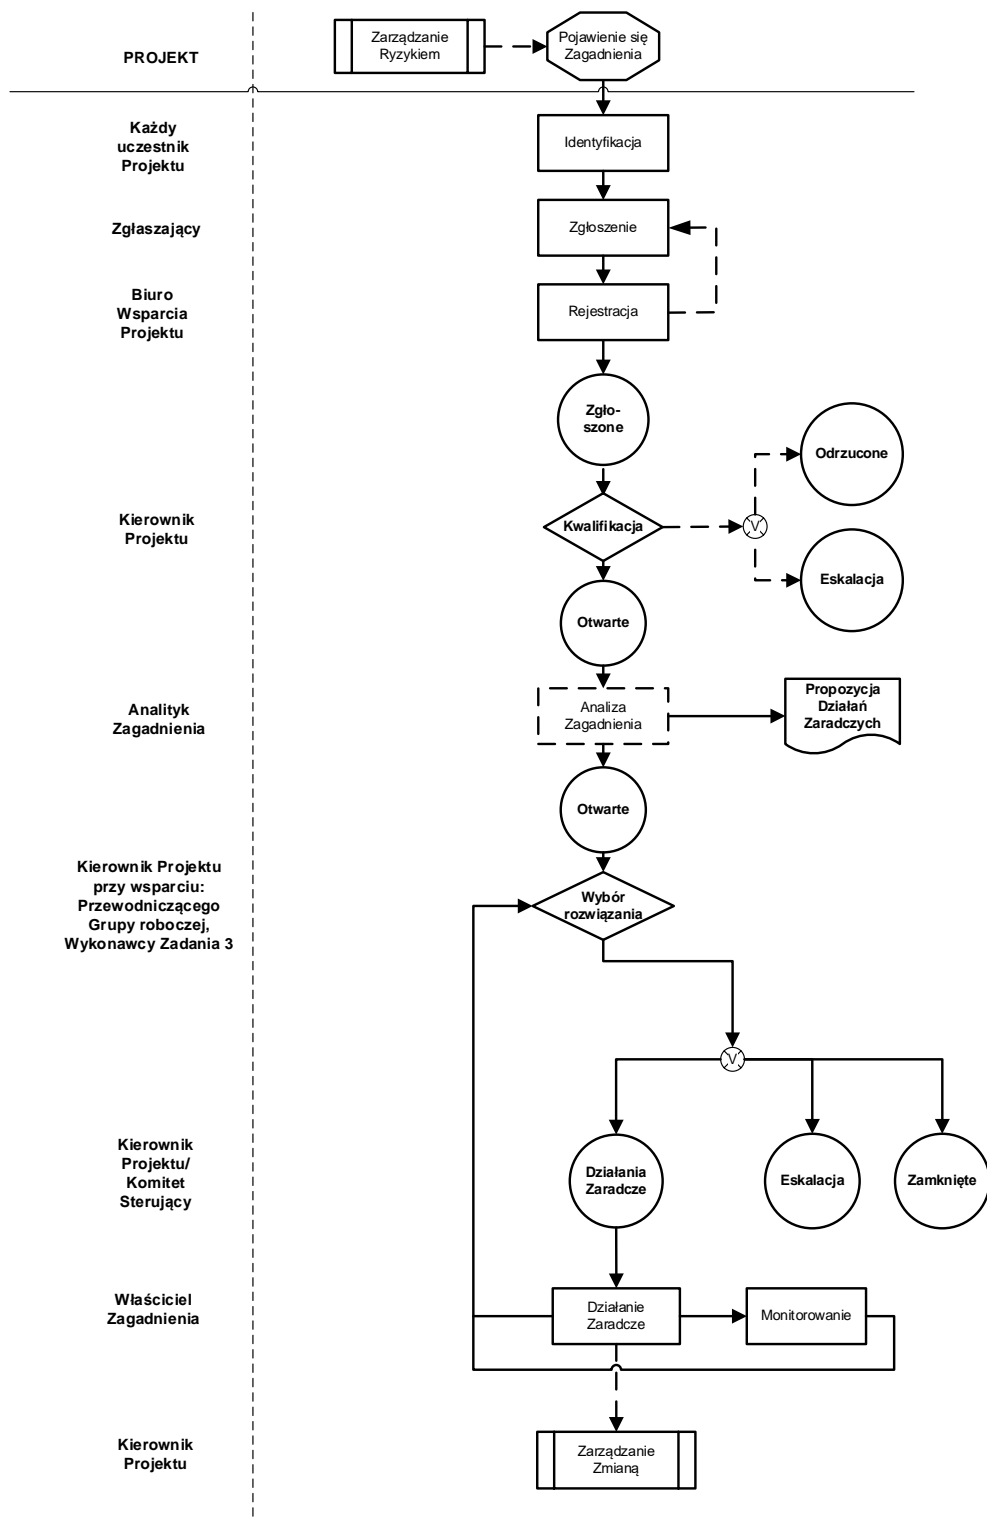 PROJEKT
Zarządzanie
Ryzykiem
Pojawienie się
Zagadnienia
Każdy
uczestnik
Projektu
Identyfikacja
Zgłaszający
Zgłoszenie
Biuro
Wsparcia
Projektu
Rejestracja
Zgło-
szone
Odrzucone
Kierownik
Projektu
Kwalifikacja
V
Eskalacja
Otwarte
Analityk
Zagadnienia
Analiza
Zagadnienia
Propozycja
Działań
Zaradczych
Otwarte
Kierownik Projektu
przy wsparciu:
Przewodniczącego
Grupy roboczej,
Wykonawcy Zadania 3
Wybór
rozwiązania
V
Kierownik
Projektu/
Komitet
Sterujący
Działania
Zaradcze
Eskalacja
Zamknięte
Właściciel
Zagadnienia
Działanie
Zaradcze
Monitorowanie
Kierownik
Projektu
Zarządzanie
Zmianą